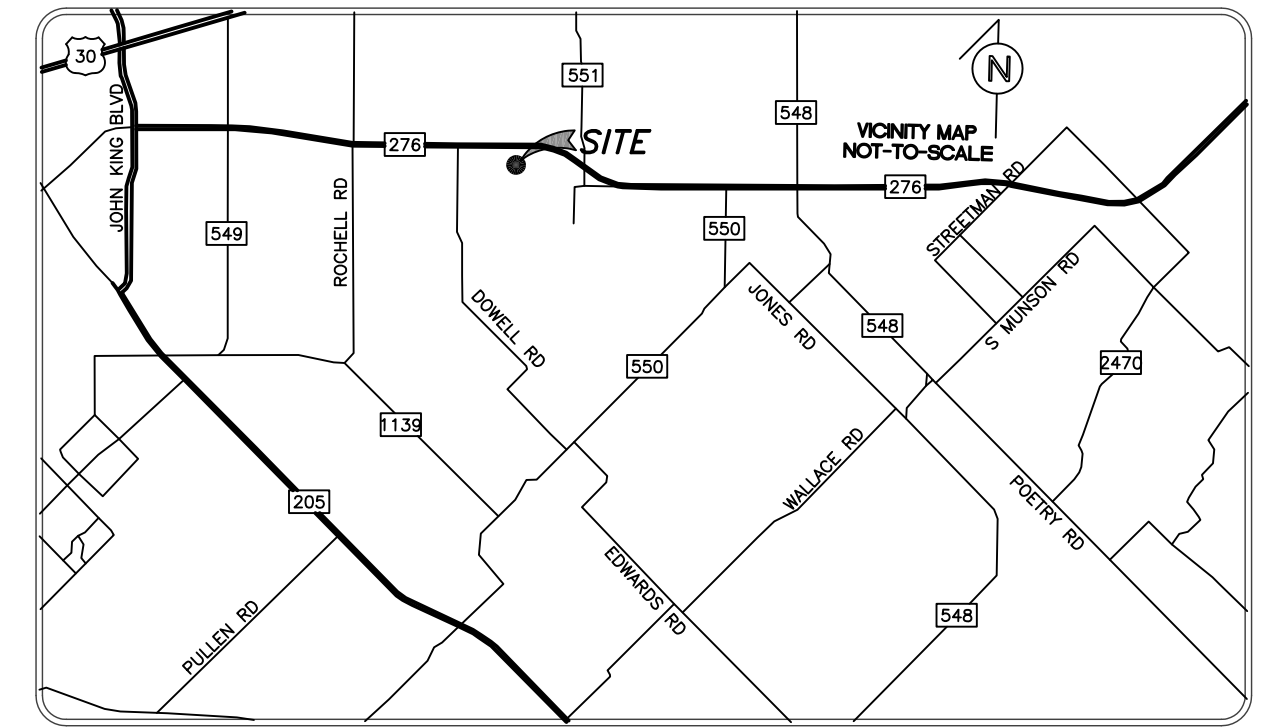 30
JOHN KING BLVD
551
548
N
VICINITY MAP
NOT-TO-SCALE
276
SITE
276
STREETMAN RD
549
ROCHELL RD
550
DOWELL RD
JONES RD
548
S MUNSON RD
2470
550
1139
WALLACE RD
205
POETRY RD
EDWARDS RD
548
PULLEN RD